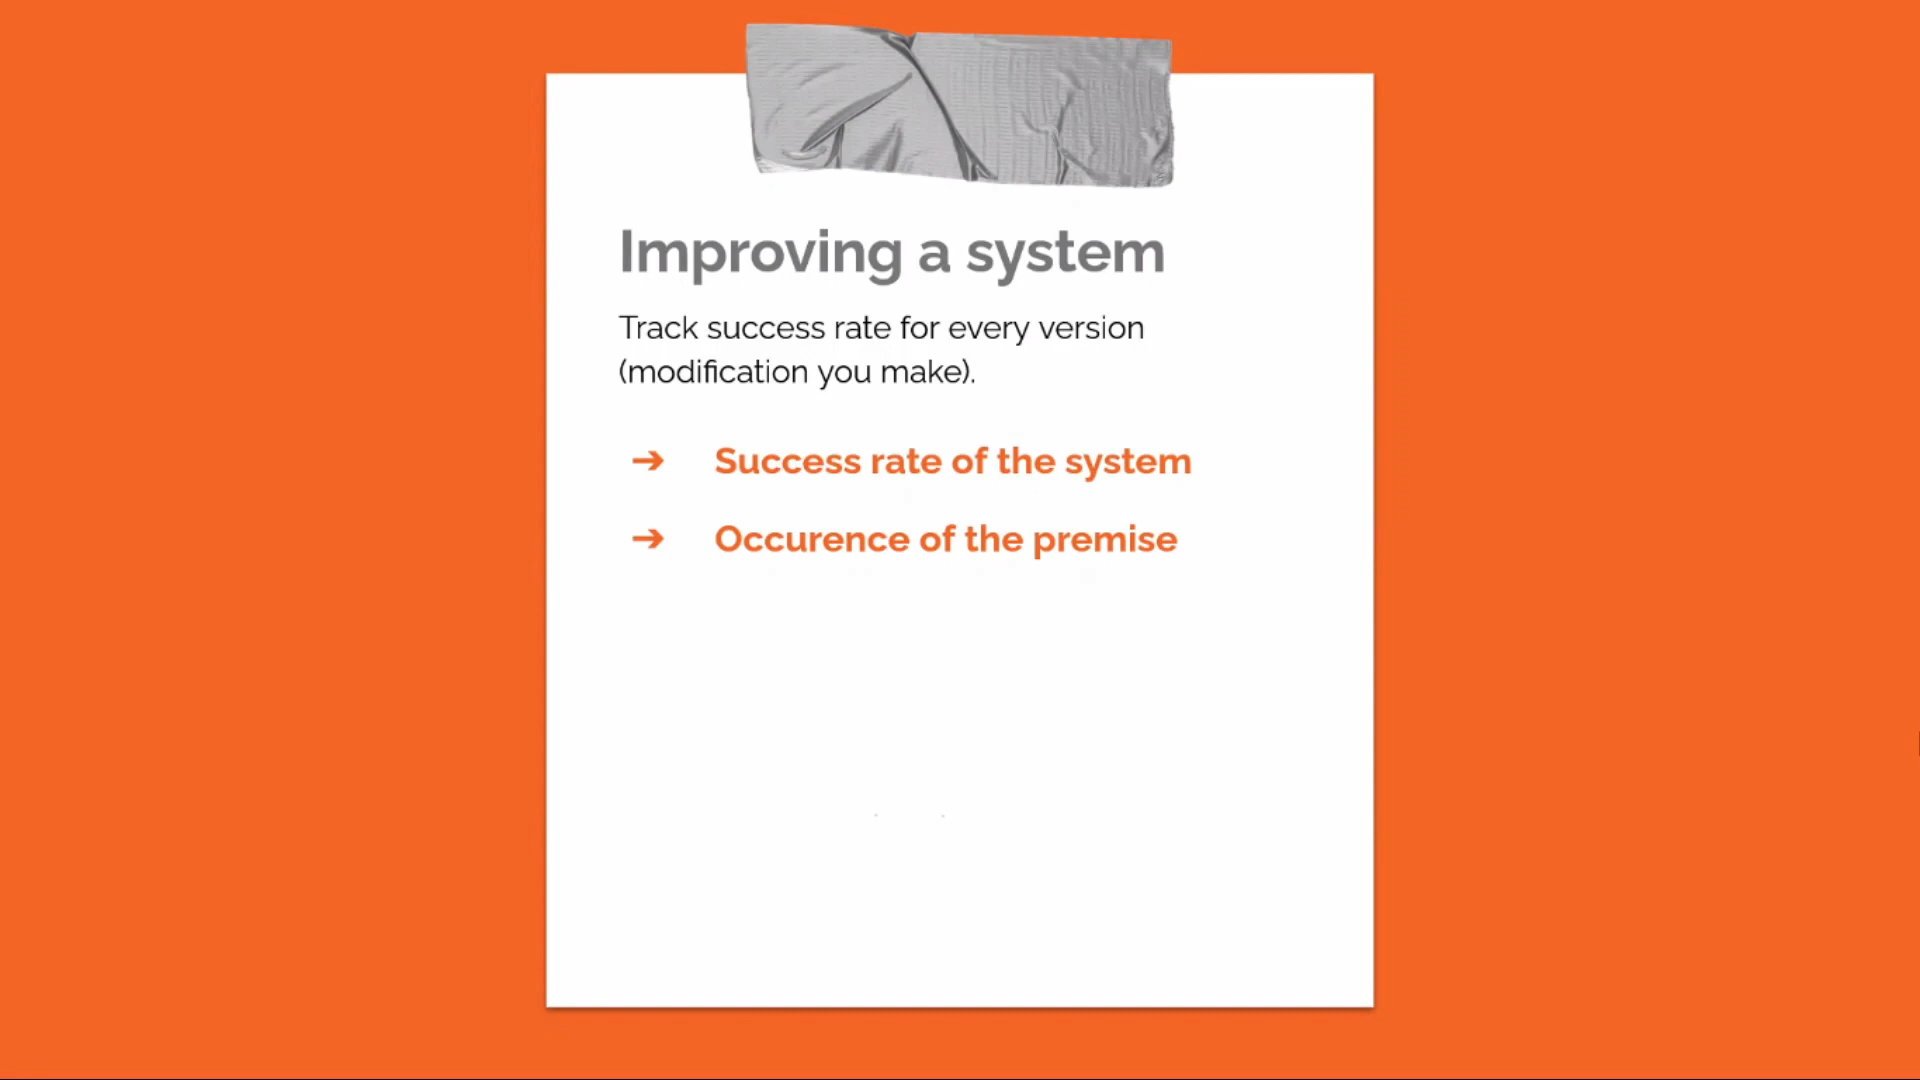 Improving a system
Track success rate for every version
(modification you make).
➔ Success rate of the system
➔ Occurence of the premise